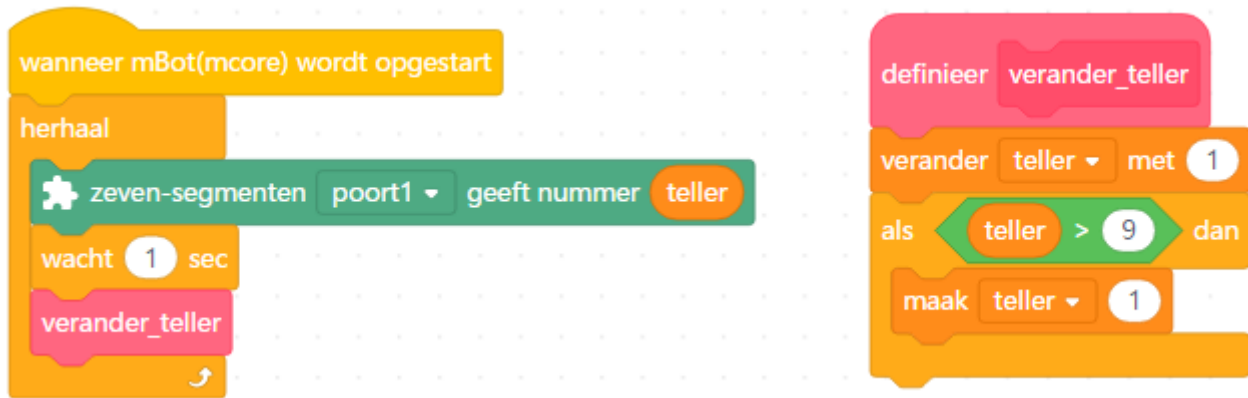 wanneer mBot(mcore) wordt opgestart
herhaal
zeven-segmenten poort1 geeft nummer teller
wacht 1 sec
verander_teller
definieer verander_teller
verander teller met 1
als teller > 9 dan
maak teller 1